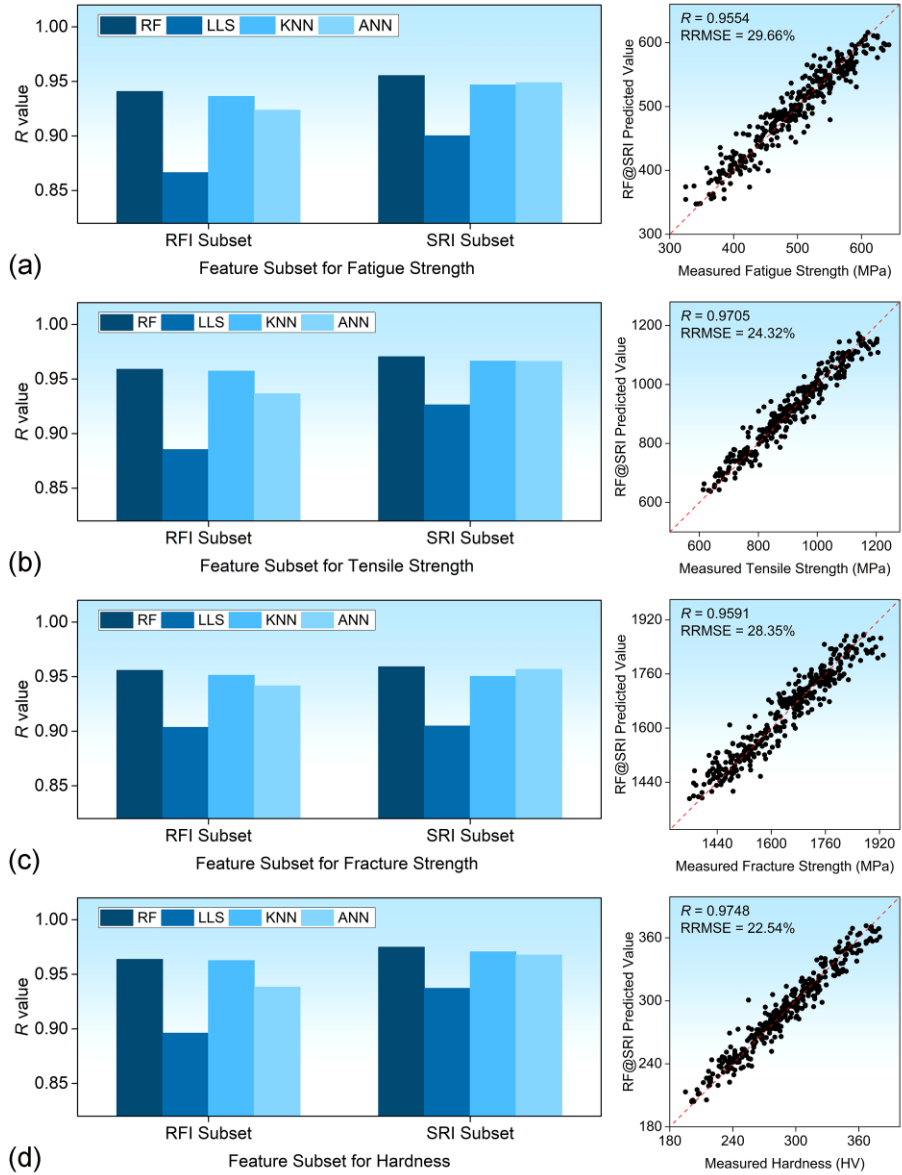 RF LLS KNN ANN
1.00
0.95
0.90
0.85
R value
RFI Subset SRI Subset
(a)
Feature Subset for Fatigue Strength
R = 0.9554
RRMSE = 29.66%
600
500
400
300
RF@SRI Predicted Value
300 400 500 600
Measured Fatigue Strength (MPa)
RF LLS KNN ANN
1.00
0.95
0.90
0.85
R value
RFI Subset SRI Subset
(b)
Feature Subset for Tensile Strength
R = 0.9705
RRMSE = 24.32%
1200
1000
800
600
RF@SRI Predicted Value
600 800 1000 1200
Measured Tensile Strength (MPa)
RF LLS KNN ANN
1.00
0.95
0.90
0.85
R value
RFI Subset SRI Subset
(c)
Feature Subset for Fracture Strength
R = 0.9591
RRMSE = 28.35%
1920
1760
1600
1440
RF@SRI Predicted Value
1440 1600 1760 1920
Measured Fracture Strength (MPa)
RF LLS KNN ANN
1.00
0.95
0.90
0.85
R value
RFI Subset SRI Subset
(d)
Feature Subset for Hardness
R = 0.9748
RRMSE = 22.54%
360
300
240
180
RF@SRI Predicted Value
180 240 300 360
Measured Hardness (HV)